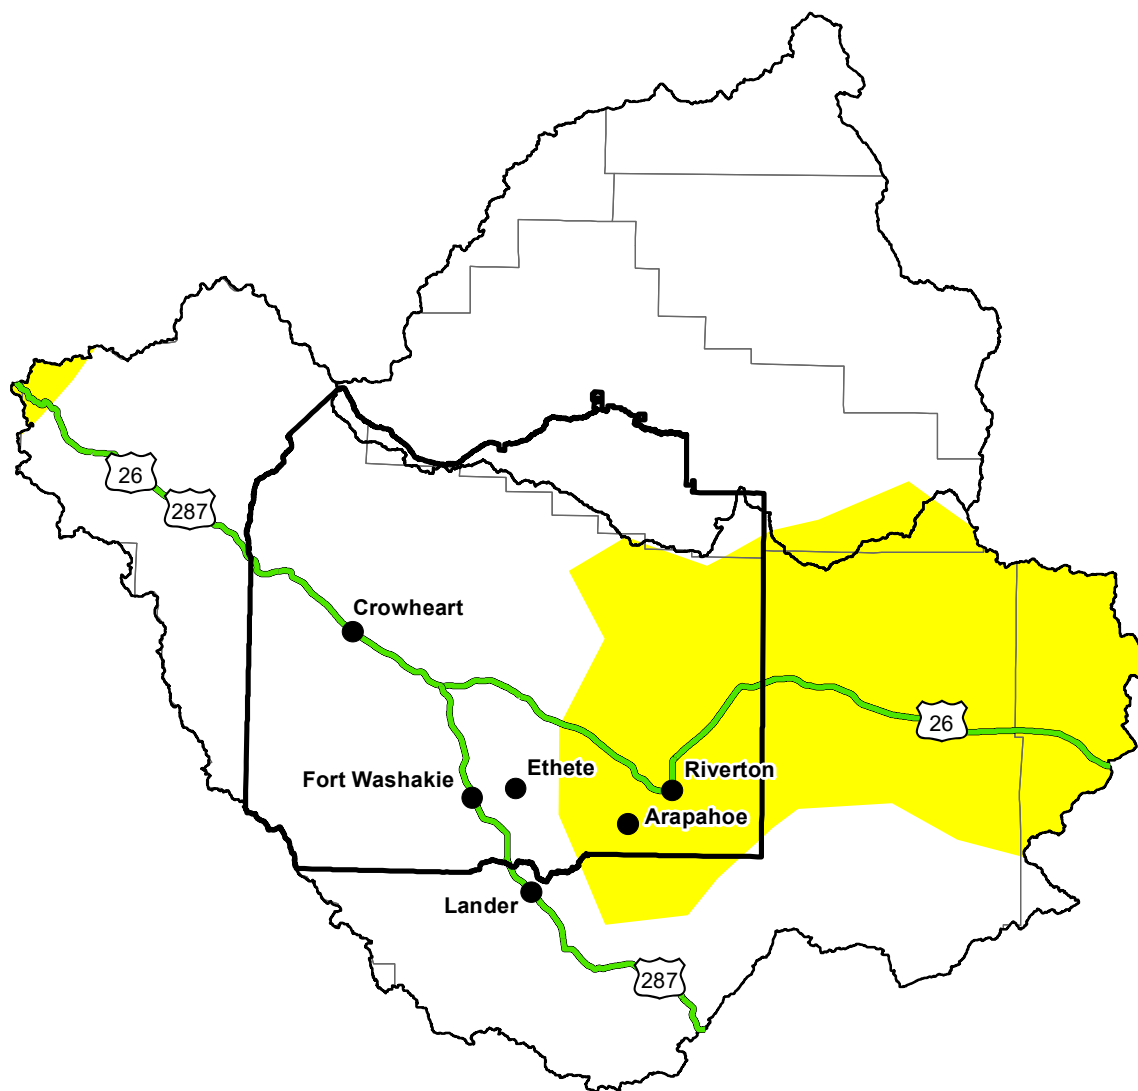 26
287
Crowheart
Ethete
Fort Washakie
Riverton
26
Arapahoe
Lander
287